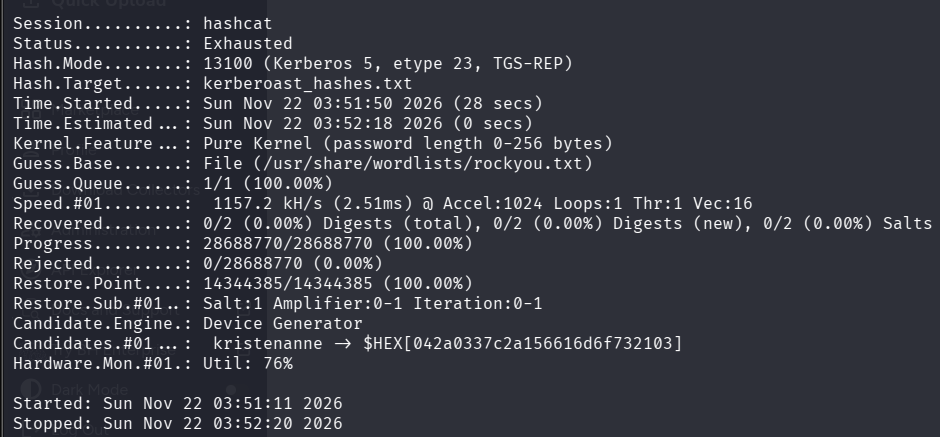 Session..........: hashcat
Status...........: Exhausted
Hash.Mode........: 13100 (Kerberos 5, etype 23, TGS-REP)
Hash.Target......: kerberoast_hashes.txt
Time.Started.....: Sun Nov 22 03:51:50 2026 (28 secs)
Time.Estimated...: Sun Nov 22 03:52:18 2026 (0 secs)
Kernel.Feature...: Pure Kernel (password length 0-256 bytes)
Guess.Base.......: File (/usr/share/wordlists/rockyou.txt)
Guess.Queue......: 1/1 (100.00%)
Speed.#01........:  1157.2 kH/s (2.51ms) @ Accel:1024 Loops:1 Thr:1 Vec:16
Recovered........: 0/2 (0.00%) Digests (total), 0/2 (0.00%) Digests (new), 0/2 (0.00%) Salts
Progress.........: 28688770/28688770 (100.00%)
Rejected.........: 0/28688770 (0.00%)
Restore.Point....: 14344385/14344385 (100.00%)
Restore.Sub.#01..: Salt:1 Amplifier:0-1 Iteration:0-1
Candidate.Engine.: Device Generator
Candidates.#01...:  kristenanne -> $HEX[042a0337c2a156616d6f732103]
Hardware.Mon.#01.: Util: 76%
Dark Mode
Started: Sun Nov 22 03:51:11 2026
Stopped: Sun Nov 22 03:52:20 2026